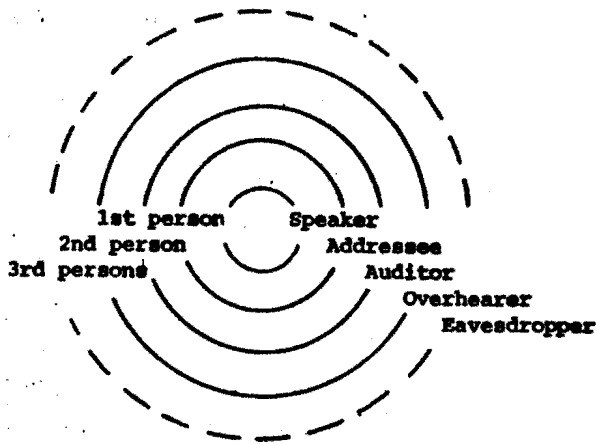 1st person Speaker
2nd person Addressee
3rd persons Auditor
Overhearer
Eavesdropper